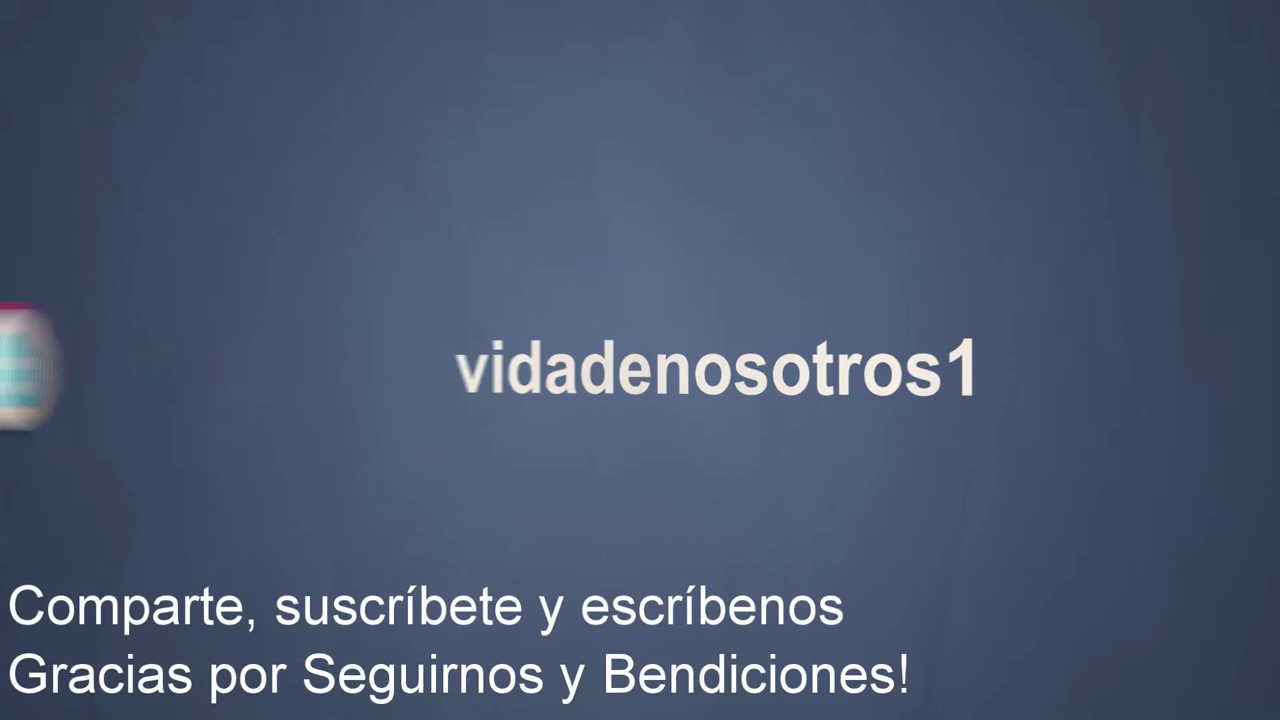 vidadenosotros1
Comparte, suscríbete y escríbenos
Gracias por Seguirnos y Bendiciones!